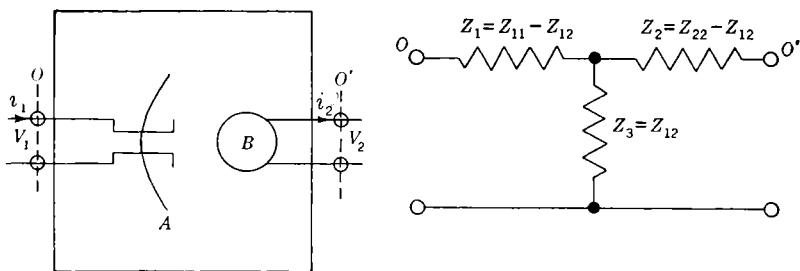 O
O'
i₁
i₂
V₁
V₂
B
A
Z₁=Z₁₁−Z₁₂
Z₂=Z₂₂−Z₁₂
O
O'
Z₃=Z₁₂